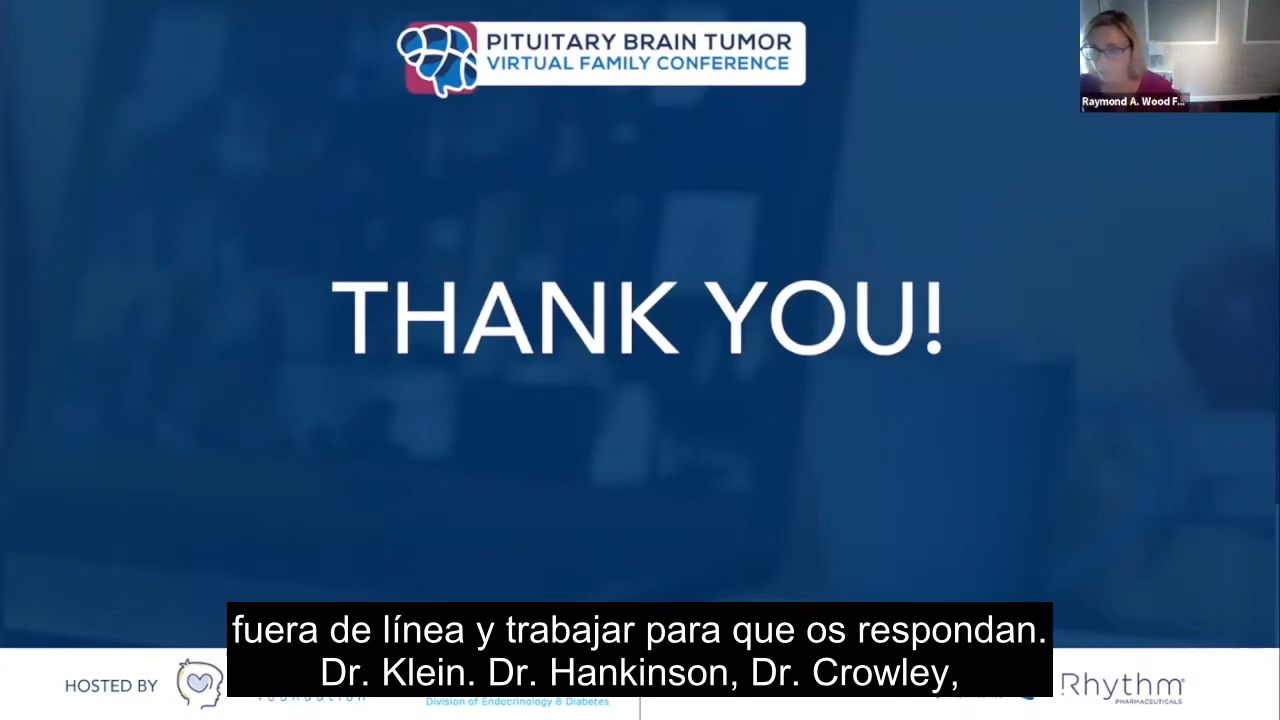 PITUITARY BRAIN TUMOR
VIRTUAL FAMILY CONFERENCE
Raymond A. Wood F...
THANK YOU!
fuera de línea y trabajar para que os respondan.
Dr. Klein. Dr. Hankinson, Dr. Crowley,
HOSTED BY
foundation
Division of Endocrinology & Diabetes
Rhythm
PHARMACEUTICALS